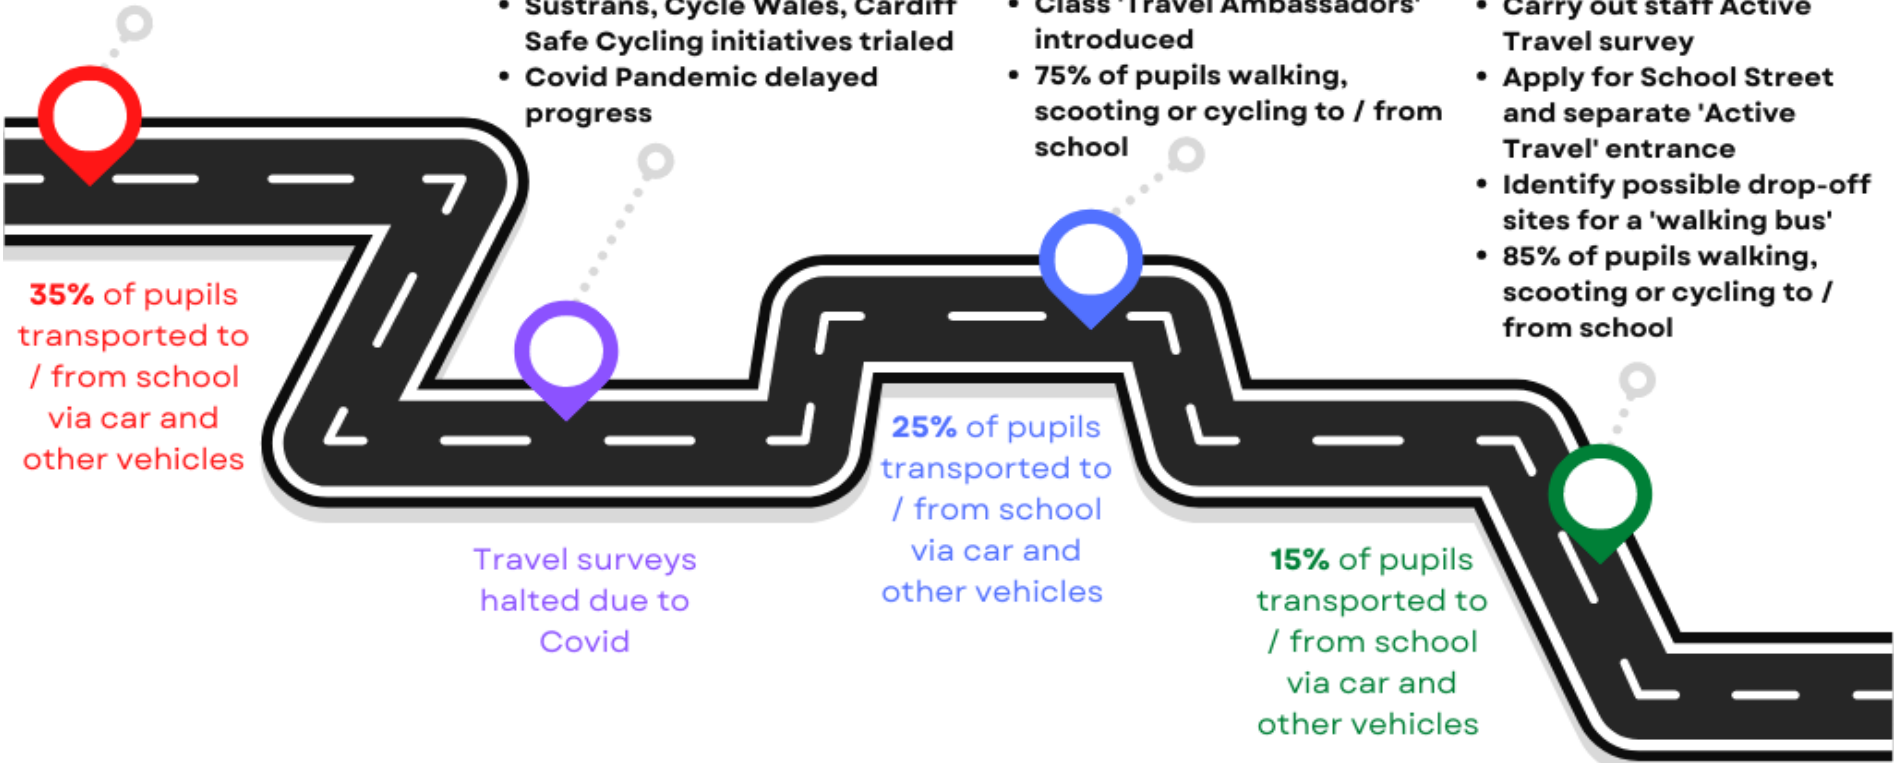 • Sustrans, Cycle Wales, Cardiff
Safe Cycling initiatives trialed
• Covid Pandemic delayed
progress
• Class 'Travel Ambassadors'
introduced
• 75% of pupils walking,
scooting or cycling to / from
school
• Carry out staff Active
Travel survey
• Apply for School Street
and separate 'Active
Travel' entrance
• Identify possible drop-off
sites for a 'walking bus'
• 85% of pupils walking,
scooting or cycling to /
from school
35% of pupils
transported to
/ from school
via car and
other vehicles
Travel surveys
halted due to
Covid
25% of pupils
transported to
/ from school
via car and
other vehicles
15% of pupils
transported to
/ from school
via car and
other vehicles